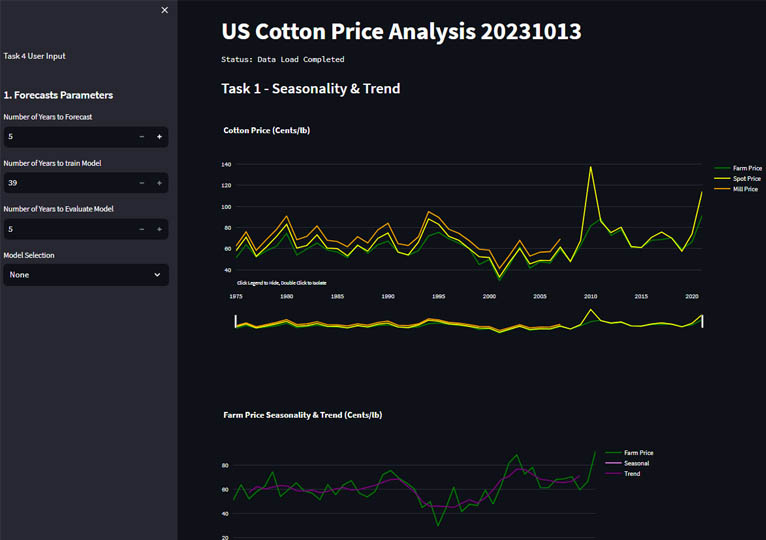 ×
Task 4 User Input
1. Forecasts Parameters
Number of Years to Forecast
5 − +
Number of Years to train Model
39 − +
Number of Years to Evaluate Model
5 − +
Model Selection
None
US Cotton Price Analysis 20231013
Status: Data Load Completed
Task 1 - Seasonality & Trend
Cotton Price (Cents/lb)
140
120
100
80
60
40
Click Legend to Hide, Double Click to Isolate
1975 1980 1985 1990 1995 2000 2005 2010 2015 2020
Farm Price
Spot Price
Mill Price
Farm Price Seasonality & Trend (Cents/lb)
80
60
40
20
Farm Price
Seasonal
Trend